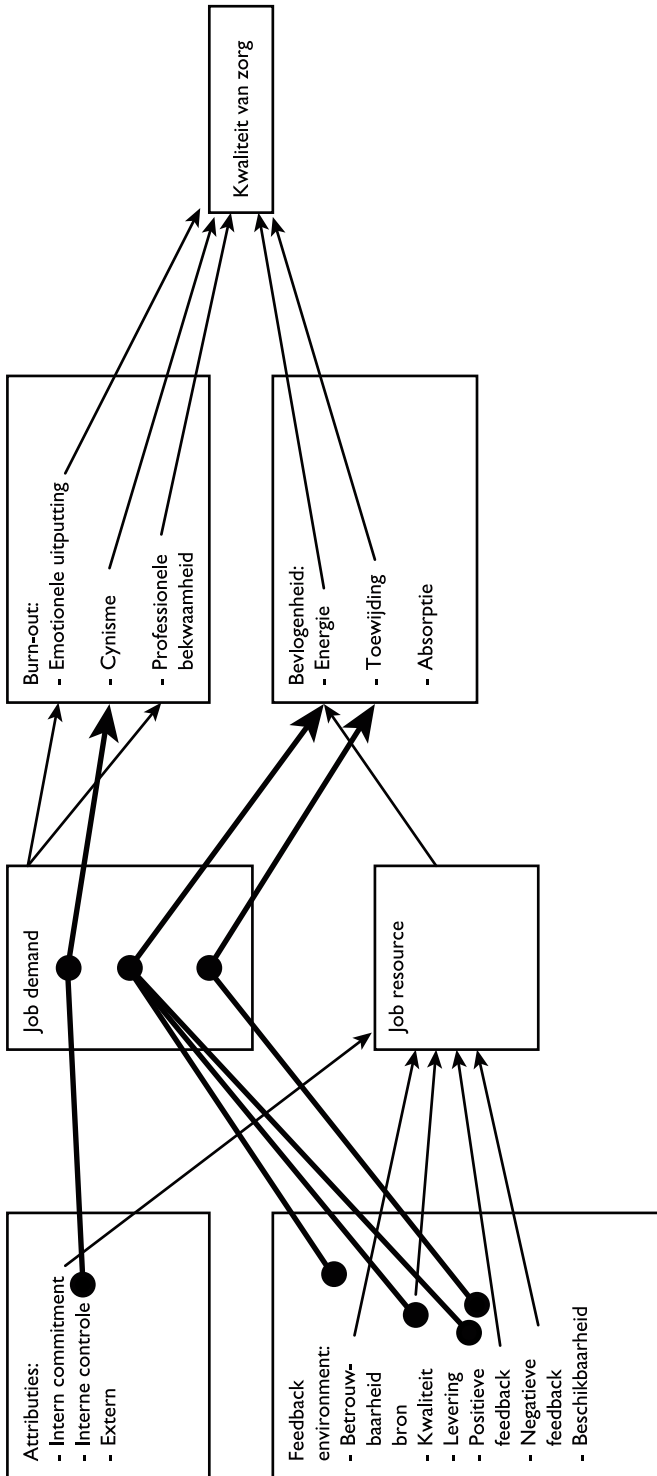 Attributies:
- Intern commitment
- Interne controle
- Extern
Feedback
environment:
- Betrouw-
baarheid
bron
- Kwaliteit
- Levering
- Positieve
feedback
- Negatieve
feedback
- Beschikbaarheid
Job demand
Job resource
Burn-out:
- Emotionele uitputting
- Cynisme
- Professionele
bekwaamheid
Bevlogenheid:
- Energie
- Toewijding
- Absorptie
Kwaliteit van zorg